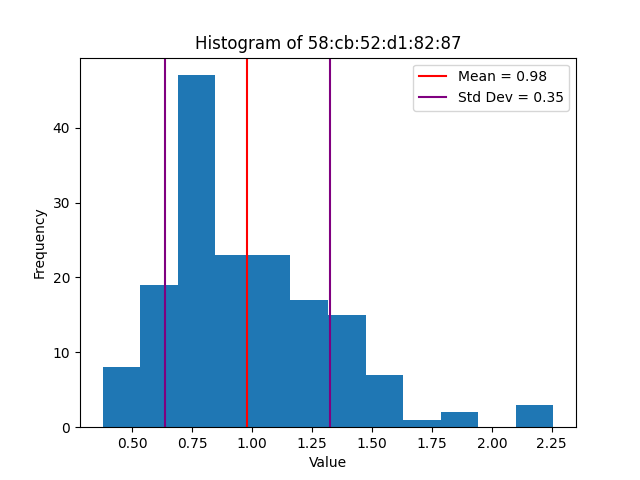 Histogram of 58:cb:52:d1:82:87
Mean = 0.98
Std Dev = 0.35
Frequency
40
30
20
10
0
0.50 0.75 1.00 1.25 1.50 1.75 2.00 2.25
Value